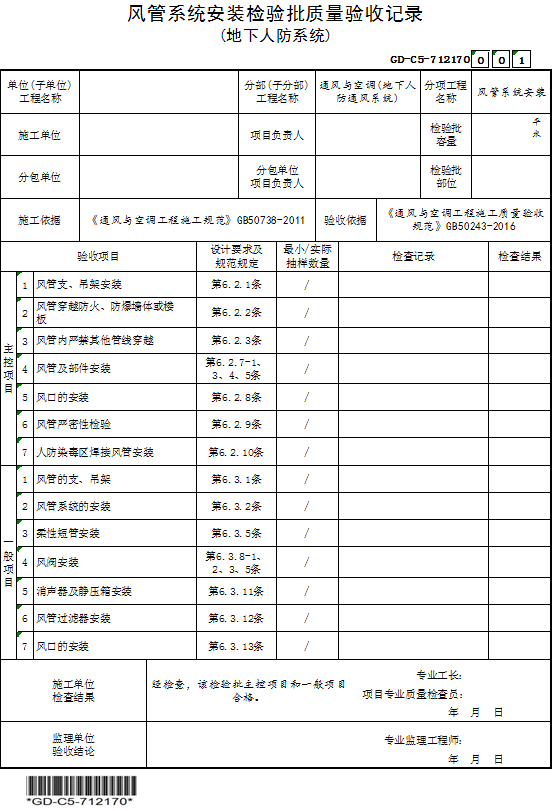 风管系统安装检验批质量验收记录
(地下人防系统)
GD-C5-712170 0 0 1
单位(子单位)
工程名称
分部(子分部)
工程名称
通风与空调(地下人
防通风系统)
分项工程
名称
风管系统安装
施工单位
项目负责人
检验批
容量
平
米
分包单位
分包单位
项目负责人
检验批
部位
施工依据
《通风与空调工程施工规范》GB50738-2011
验收依据
《通风与空调工程施工质量验收
规范》GB50243-2016
验收项目
设计要求及
规范规定
最小/实际
抽样数量
检查记录
检查结果
主控项目
1 风管支、吊架安装 第6.2.1条 /
2 风管穿越防火、防爆墙体或楼
板 第6.2.2条 /
3 风管内严禁其他管线穿越 第6.2.3条 /
4 风管及部件安装 第6.2.7-1、
3、4、5条 /
5 风口的安装 第6.2.8条 /
6 风管严密性检验 第6.2.9条 /
7 人防染毒区焊接风管安装 第6.2.10条 /
一般项目
1 风管的支、吊架 第6.3.1条 /
2 风管系统的安装 第6.3.2条 /
3 柔性短管安装 第6.3.5条 /
4 风阀安装 第6.3.8-1、
2、3、5条 /
5 消声器及静压箱安装 第6.3.11条 /
6 风管过滤器安装 第6.3.12条 /
7 风口的安装 第6.3.13条 /
施工单位
检查结果
经检查，该检验批主控项目和一般项目
合格。
专业工长:
项目专业质量检查员:
年 月 日
监理单位
验收结论
专业监理工程师:
年 月 日
*GD-C5-712170*